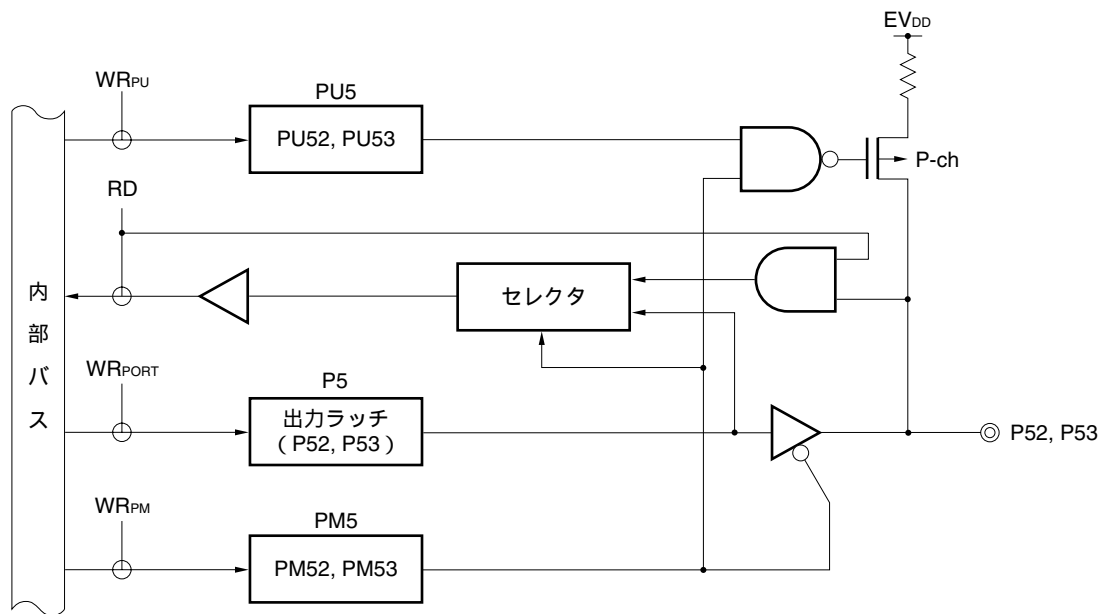 EVDD
WRPU
PU5
PU52, PU53
P-ch
RD
内部バス
セレクタ
WRPORT
P5
出力ラッチ
（P52, P53）
P52, P53
WRPM
PM5
PM52, PM53